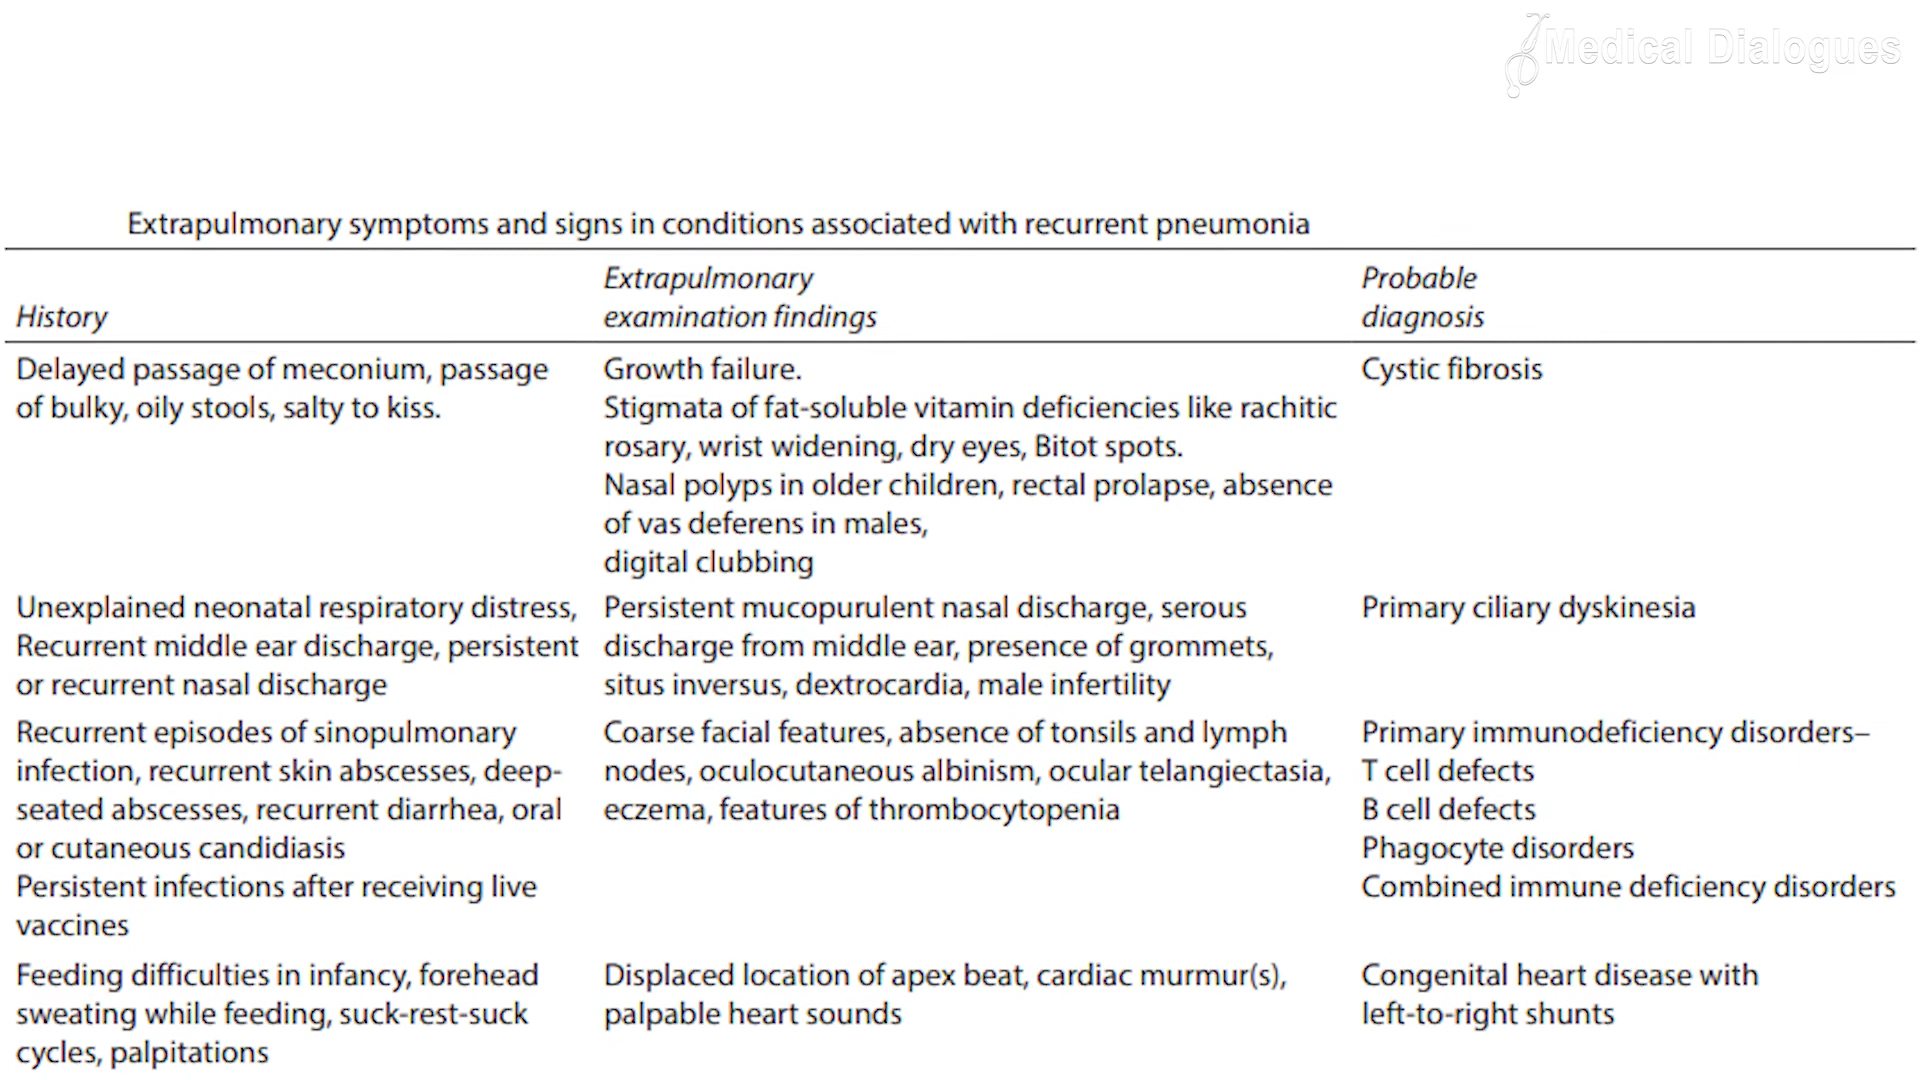 Medical Dialogues
Extrapulmonary symptoms and signs in conditions associated with recurrent pneumonia
History
Extrapulmonary
examination findings
Probable
diagnosis
Delayed passage of meconium, passage
of bulky, oily stools, salty to kiss.
Growth failure.
Stigmata of fat-soluble vitamin deficiencies like rachitic
rosary, wrist widening, dry eyes, Bitot spots.
Nasal polyps in older children, rectal prolapse, absence
of vas deferens in males,
digital clubbing
Cystic fibrosis
Unexplained neonatal respiratory distress,
Recurrent middle ear discharge, persistent
or recurrent nasal discharge
Persistent mucopurulent nasal discharge, serous
discharge from middle ear, presence of grommets,
situs inversus, dextrocardia, male infertility
Primary ciliary dyskinesia
Recurrent episodes of sinopulmonary
infection, recurrent skin abscesses, deep-
seated abscesses, recurrent diarrhea, oral
or cutaneous candidiasis
Persistent infections after receiving live
vaccines
Coarse facial features, absence of tonsils and lymph
nodes, oculocutaneous albinism, ocular telangiectasia,
eczema, features of thrombocytopenia
Primary immunodeficiency disorders–
T cell defects
B cell defects
Phagocyte disorders
Combined immune deficiency disorders
Feeding difficulties in infancy, forehead
sweating while feeding, suck-rest-suck
cycles, palpitations
Displaced location of apex beat, cardiac murmur(s),
palpable heart sounds
Congenital heart disease with
left-to-right shunts